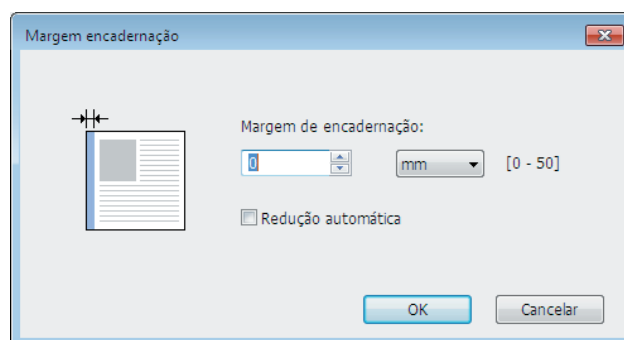 Margem encadernação
Margem de encadernação:
0 mm [0 - 50]
Redução automática
OK Cancelar